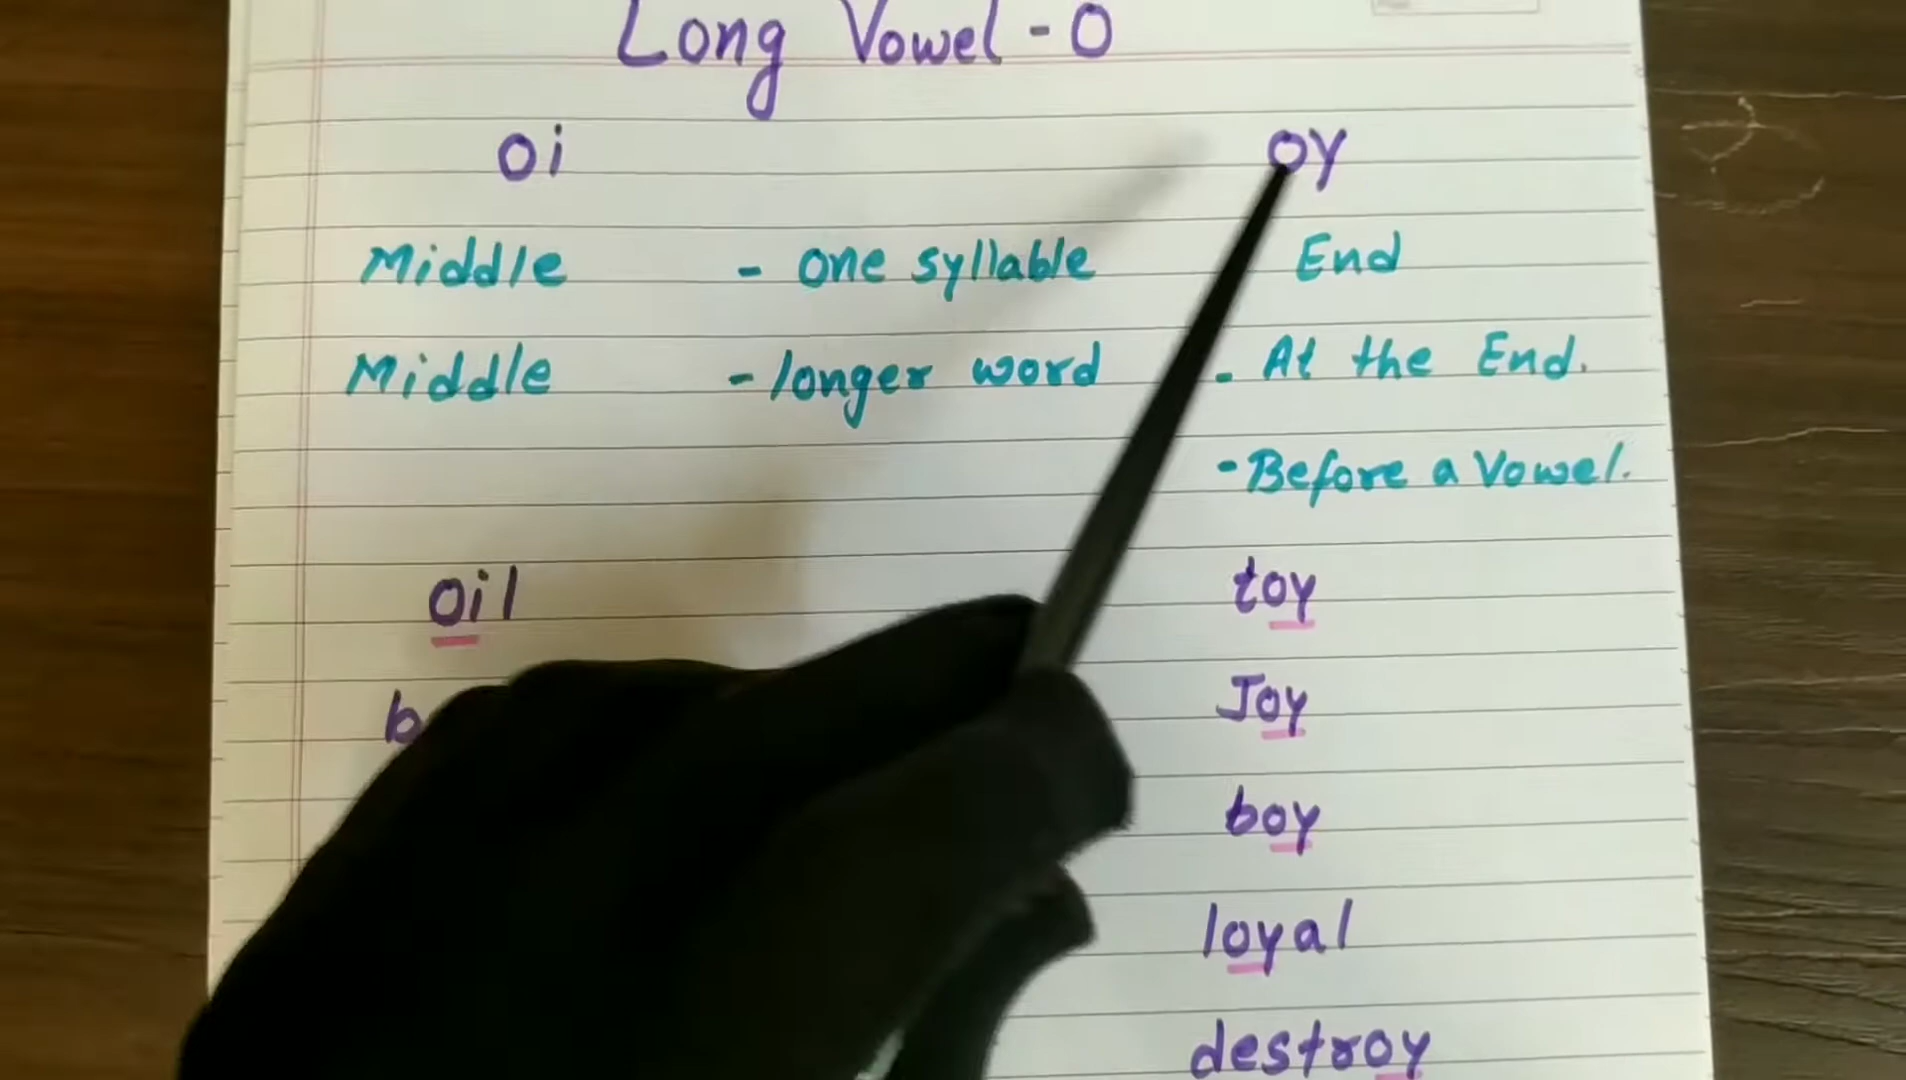 Long Vowel - O
oi oy
Middle - one syllable End
Middle - longer word - At the End.
- Before a Vowel.
oil toy
b Joy
boy
loyal
destroy